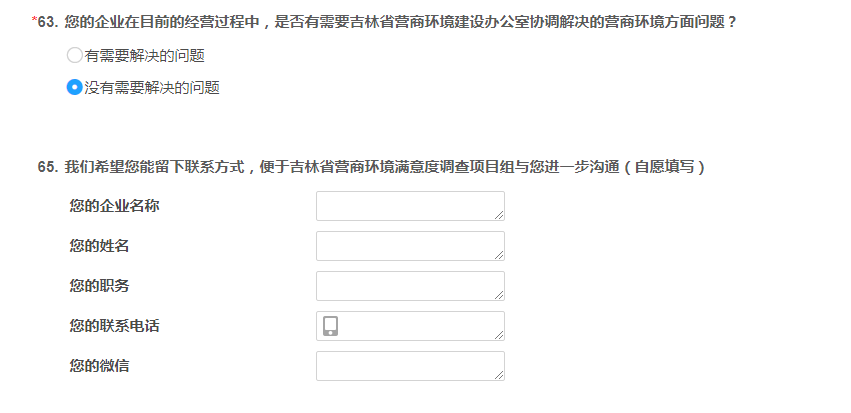 *63. 您的企业在目前的经营过程中，是否有需要吉林省营商环境建设办公室协调解决的营商环境方面问题？
有需要解决的问题
没有需要解决的问题
65. 我们希望您能留下联系方式，便于吉林省营商环境满意度调查项目组与您进一步沟通（自愿填写）
您的企业名称
您的姓名
您的职务
您的联系电话
您的微信